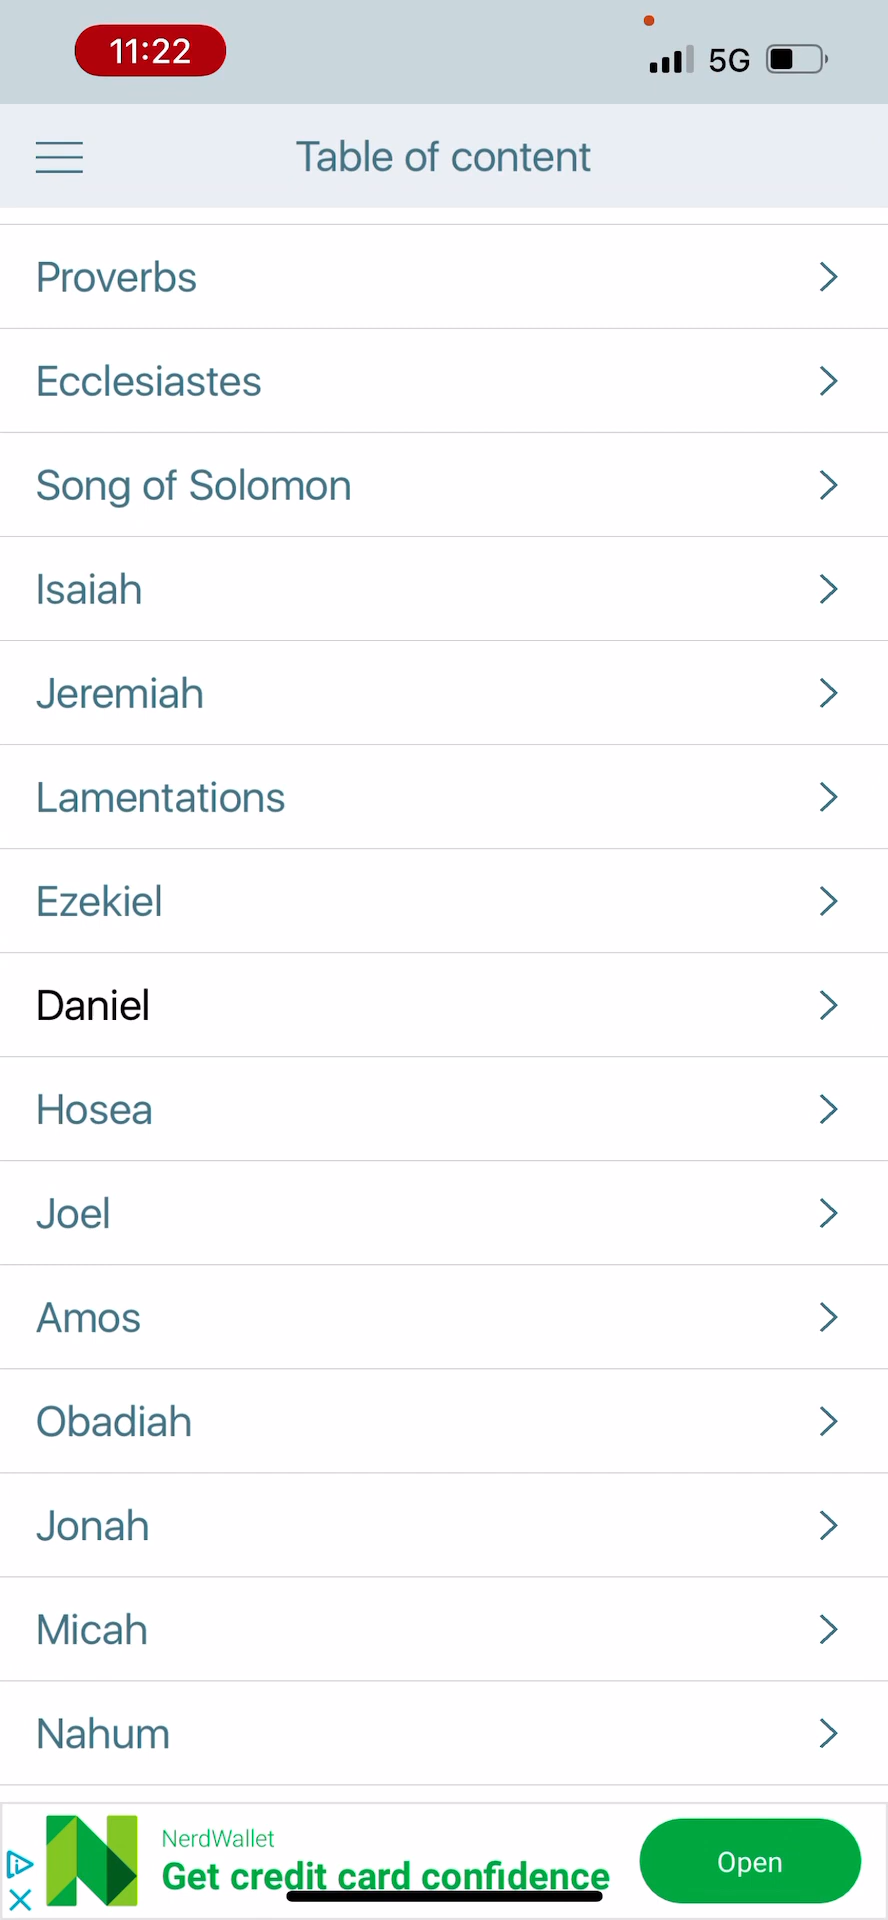 11:22
5G
Table of content
Proverbs
Ecclesiastes
Song of Solomon
Isaiah
Jeremiah
Lamentations
Ezekiel
Daniel
Hosea
Joel
Amos
Obadiah
Jonah
Micah
Nahum
NerdWallet
Get credit card confidence
Open